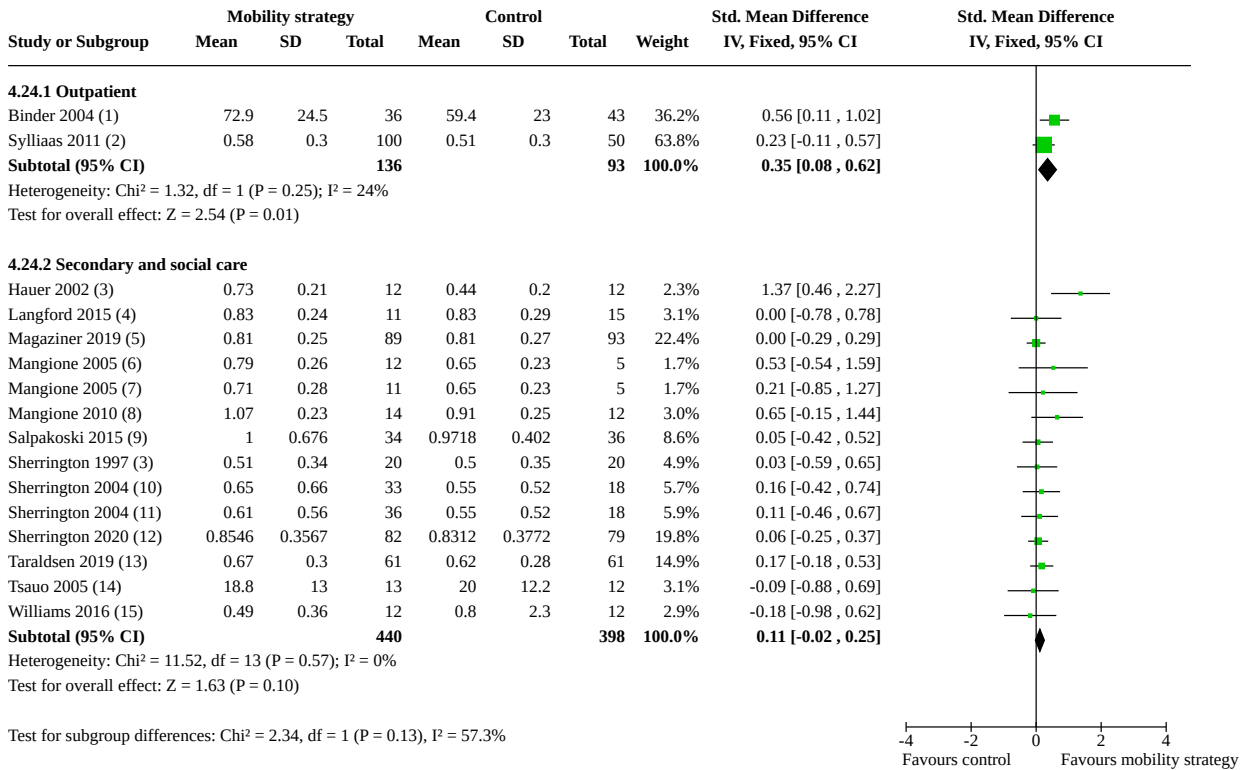 Mobility strategy Control Std. Mean Difference Std. Mean Difference
Study or Subgroup Mean SD Total Mean SD Total Weight IV, Fixed, 95% CI IV, Fixed, 95% CI
4.24.1 Outpatient
Binder 2004 (1) 72.9 24.5 36 59.4 23 43 36.2% 0.56 [0.11 , 1.02]
Sylliaas 2011 (2) 0.58 0.3 100 0.51 0.3 50 63.8% 0.23 [-0.11 , 0.57]
Subtotal (95% CI) 136 93 100.0% 0.35 [0.08 , 0.62]
Heterogeneity: Chi² = 1.32, df = 1 (P = 0.25); I² = 24%
Test for overall effect: Z = 2.54 (P = 0.01)
4.24.2 Secondary and social care
Hauer 2002 (3) 0.73 0.21 12 0.44 0.2 12 2.3% 1.37 [0.46 , 2.27]
Langford 2015 (4) 0.83 0.24 11 0.83 0.29 15 3.1% 0.00 [-0.78 , 0.78]
Magaziner 2019 (5) 0.81 0.25 89 0.81 0.27 93 22.4% 0.00 [-0.29 , 0.29]
Mangione 2005 (6) 0.79 0.26 12 0.65 0.23 5 1.7% 0.53 [-0.54 , 1.59]
Mangione 2005 (7) 0.71 0.28 11 0.65 0.23 5 1.7% 0.21 [-0.85 , 1.27]
Mangione 2010 (8) 1.07 0.23 14 0.91 0.25 12 3.0% 0.65 [-0.15 , 1.44]
Salpakoski 2015 (9) 1 0.676 34 0.9718 0.402 36 8.6% 0.05 [-0.42 , 0.52]
Sherrington 1997 (3) 0.51 0.34 20 0.5 0.35 20 4.9% 0.03 [-0.59 , 0.65]
Sherrington 2004 (10) 0.65 0.66 33 0.55 0.52 18 5.7% 0.16 [-0.42 , 0.74]
Sherrington 2004 (11) 0.61 0.56 36 0.55 0.52 18 5.9% 0.11 [-0.46 , 0.67]
Sherrington 2020 (12) 0.8546 0.3567 82 0.8312 0.3772 79 19.8% 0.06 [-0.25 , 0.37]
Taraldsen 2019 (13) 0.67 0.3 61 0.62 0.28 61 14.9% 0.17 [-0.18 , 0.53]
Tsauo 2005 (14) 18.8 13 13 20 12.2 12 3.1% -0.09 [-0.88 , 0.69]
Williams 2016 (15) 0.49 0.36 12 0.8 2.3 12 2.9% -0.18 [-0.98 , 0.62]
Subtotal (95% CI) 440 398 100.0% 0.11 [-0.02 , 0.25]
Heterogeneity: Chi² = 11.52, df = 13 (P = 0.57); I² = 0%
Test for overall effect: Z = 1.63 (P = 0.10)
Test for subgroup differences: Chi² = 2.34, df = 1 (P = 0.13), I² = 57.3%
-4 -2 0 2 4
Favours control Favours mobility strategy